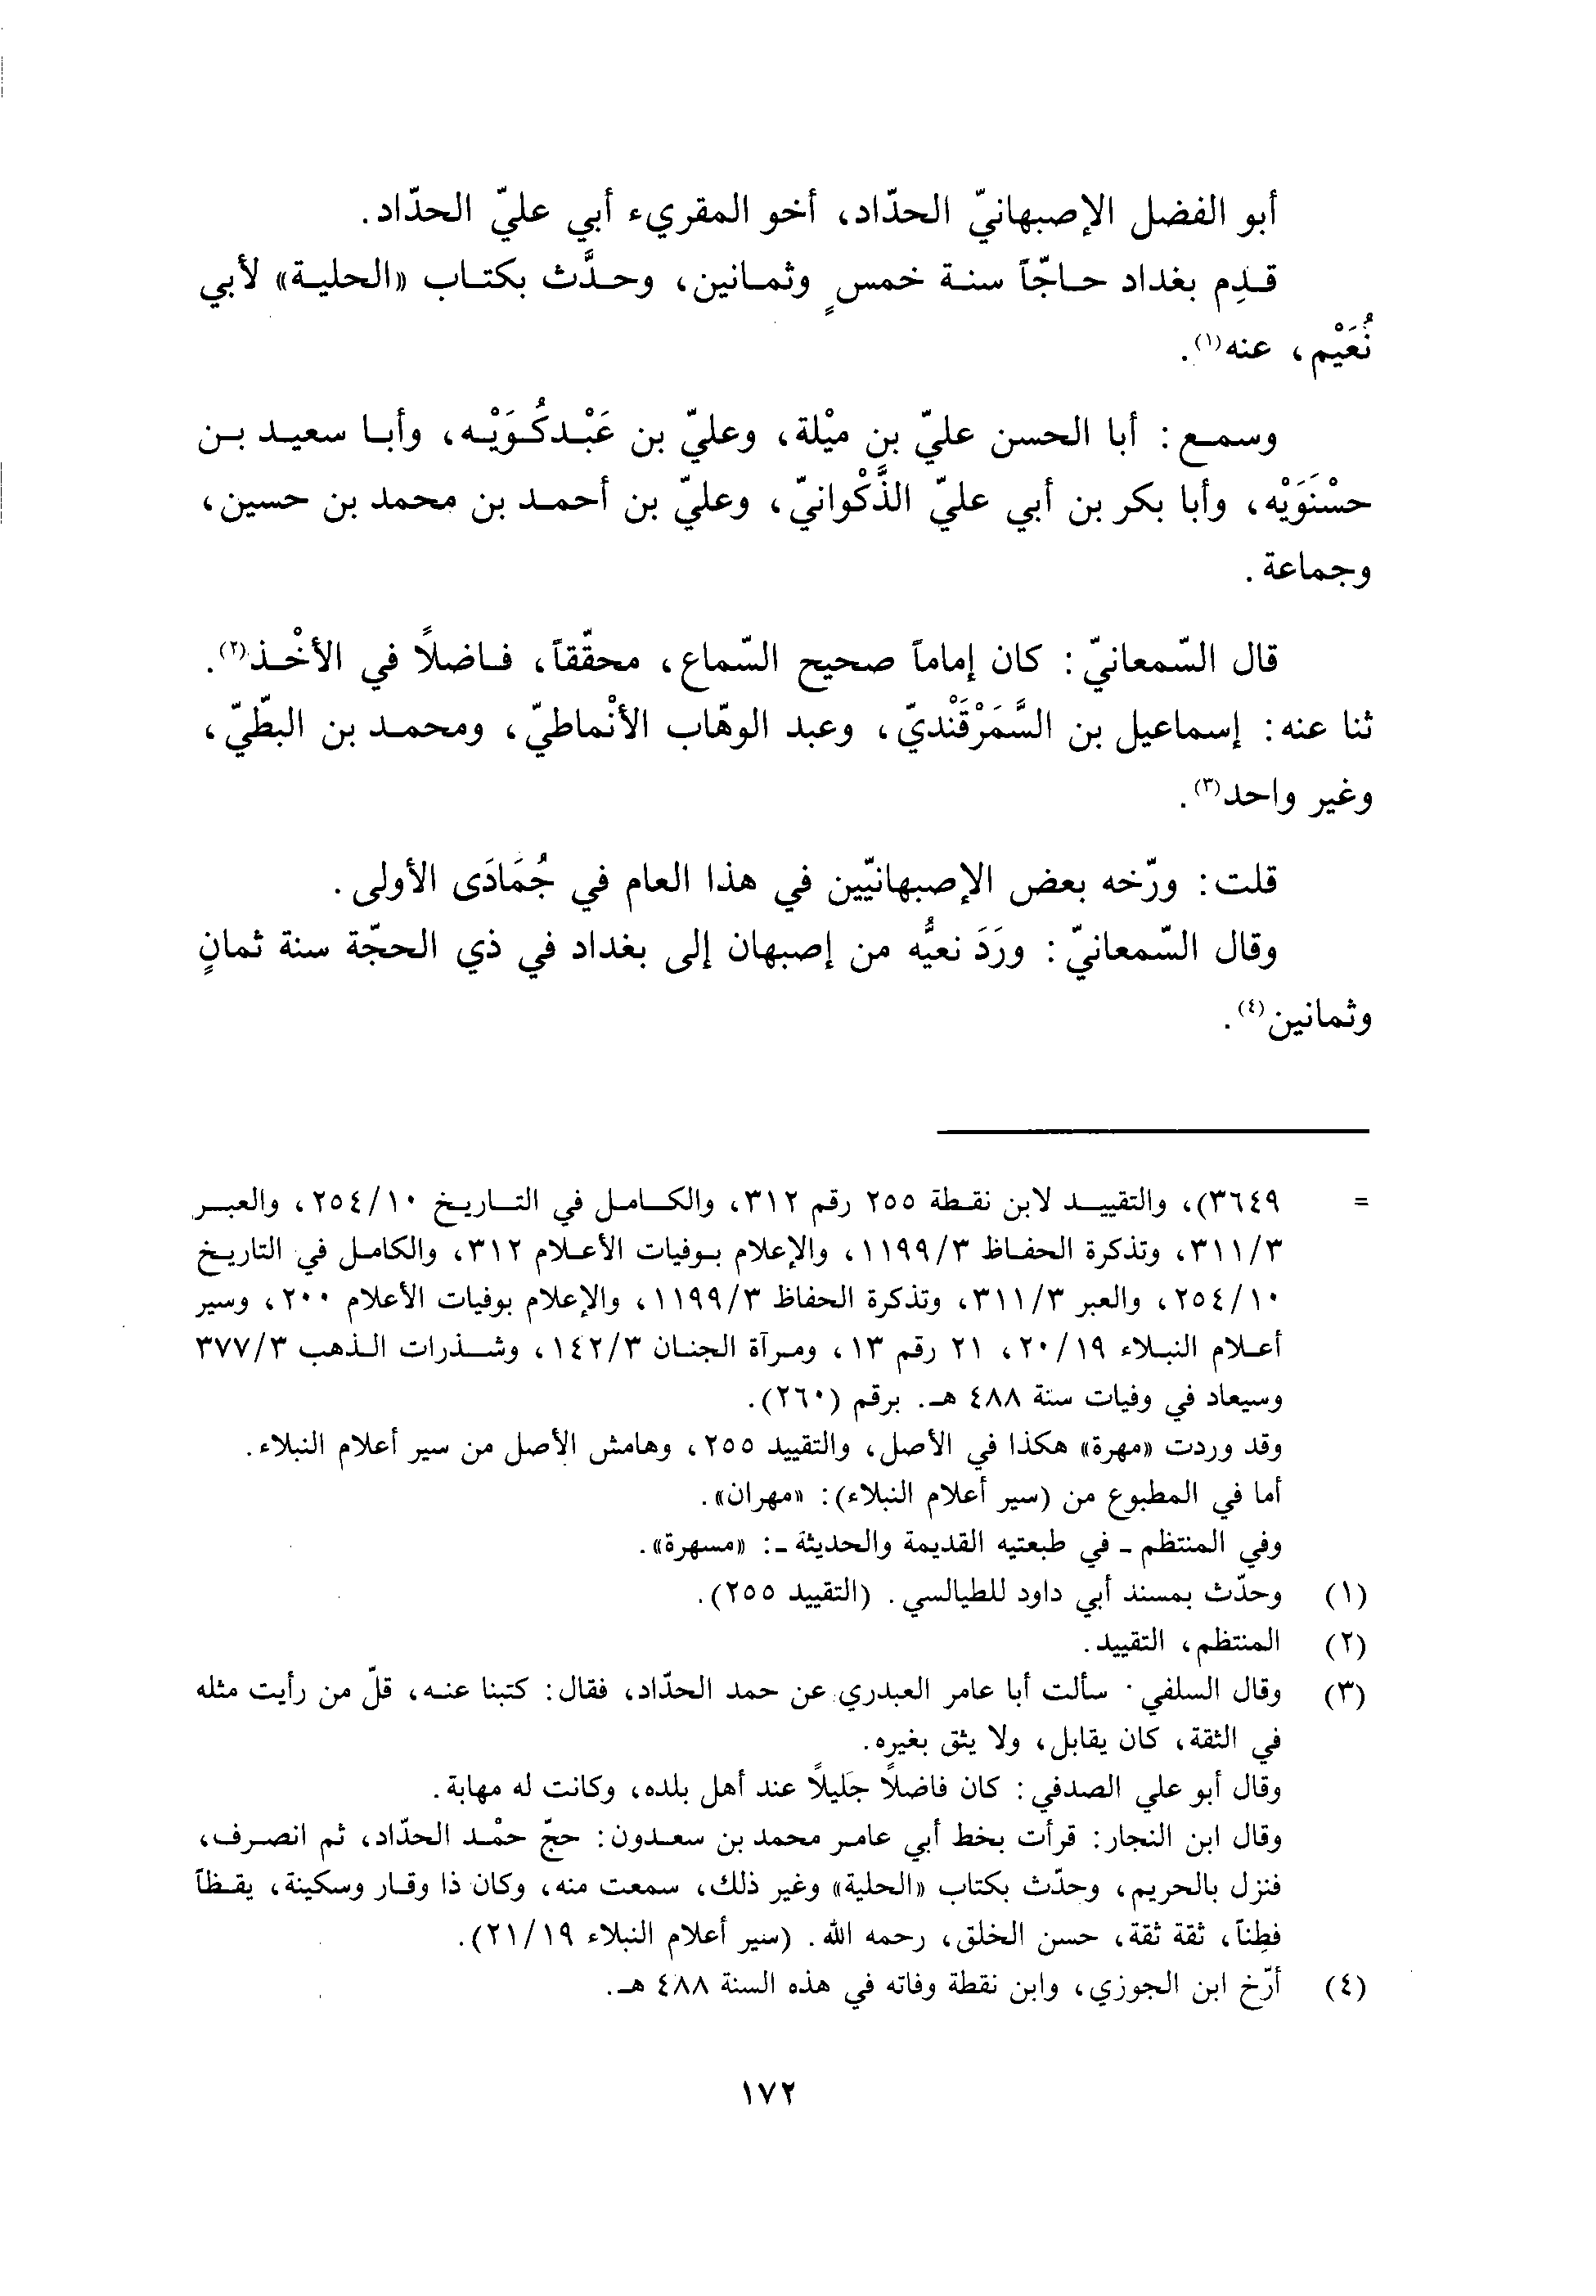 أبو الفضل الإصبهانيّ الحدّاد، أخو المقريء أبي عليّ الحدّاد.
قـدِم بغداد حـاجّاً سنـة خمسٍ وثمـانين، وحـدَّث بكتـاب «الحليـة» لأبي
نُعَيْم، عنه(١).
وسمـع: أبا الحسن عليّ بن ميْلة، وعليّ بن عَبْـدكُـوَيْـه، وأبـا سعيـد بـن
حسْنَوَيْه، وأبا بكر بن أبي عليّ الذَّكْوانيّ، وعليّ بن أحمـد بن محمد بن حسين،
وجماعة.
قال السّمعانيّ: كان إماماً صحيح السّماع، محقّقاً، فـاضلًا في الأخْـذ(٢).
ثنا عنه: إسماعيل بن السَّمَرْقَنْديّ، وعبد الوهّاب الأنْماطيّ، ومحمـد بن البطّيّ،
وغير واحد(٣).
قلت: ورّخه بعض الإصبهانيّين في هذا العام في جُمَادَى الأولى.
وقال السّمعانيّ: ورَدَ نعيُّه من إصبهان إلى بغداد في ذي الحجّة سنة ثمانٍ
وثمانين(٤).
= ٣٦٤٩)، والتقييـد لابن نقـطة ٢٥٥ رقم ٣١٢، والكـامـل في التـاريـخ ٢٥٤/١٠، والعبـر
٣١١/٣، وتذكرة الحفـاظ ١١٩٩/٣، والإعلام بـوفيات الأعـلام ٣١٢، والكامـل في التاريخ
٢٥٤/١٠، والعبر ٣١١/٣، وتذكرة الحفاظ ١١٩٩/٣، والإعلام بوفيات الأعلام ٢٠٠، وسير
أعـلام النبـلاء ٢٠/١٩، ٢١ رقم ١٣، ومـرآة الجنـان ١٤٢/٣، وشـذرات الـذهب ٣٧٧/٣
وسيعاد في وفيات سنة ٤٨٨ هـ. برقم (٢٦٠).
وقد وردت «مهرة» هكذا في الأصل، والتقييد ٢٥٥، وهامش الأصل من سير أعلام النبلاء.
أما في المطبوع من (سير أعلام النبلاء): «مهران».
وفي المنتظم ـ في طبعتيه القديمة والحديثة ـ: «مسهرة».
(١) وحدّث بمسند أبي داود للطيالسي. (التقييد ٢٥٥).
(٢) المنتظم، التقييد.
(٣) وقال السلفي: سألت أبا عامر العبدري عن حمد الحدّاد، فقال: كتبنا عنـه، قلّ من رأيت مثله
في الثقة، كان يقابل، ولا يثق بغيره.
وقال أبو علي الصدفي: كان فاضلًا جَليلًا عند أهل بلده، وكانت له مهابة.
وقال ابن النجار: قرأت بخط أبي عامـر محمد بن سعـدون: حجّ حمْـد الحدّاد، ثم انصـرف،
فنزل بالحريم، وحدّث بكتاب «الحلية» وغير ذلك، سمعت منه، وكان ذا وقـار وسكينة، يقـظاً
فطِناً، ثقة ثقة، حسن الخلق، رحمه الله. (سير أعلام النبلاء ٢١/١٩).
(٤) أرّخ ابن الجوزي، وابن نقطة وفاته في هذه السنة ٤٨٨ هـ.
١٧٢